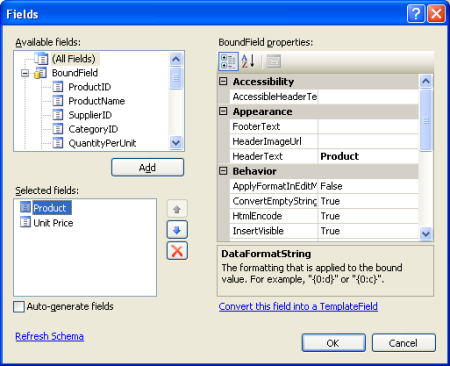 Fields
Available fields:
(All Fields)
BoundField
ProductID
ProductName
SupplierID
CategoryID
QuantityPerUnit
Add
Selected fields:
Product
Unit Price
Auto-generate fields
Refresh Schema
BoundField properties:
Accessibility
AccessibleHeaderTe
Appearance
FooterText
HeaderImageUrl
HeaderText Product
Behavior
ApplyFormatInEditM False
ConvertEmptyString True
HtmlEncode True
InsertVisible True
DataFormatString
The formatting that is applied to the bound
value. For example, "{0:d}" or "{0:c}".
Convert this field into a TemplateField
OK Cancel